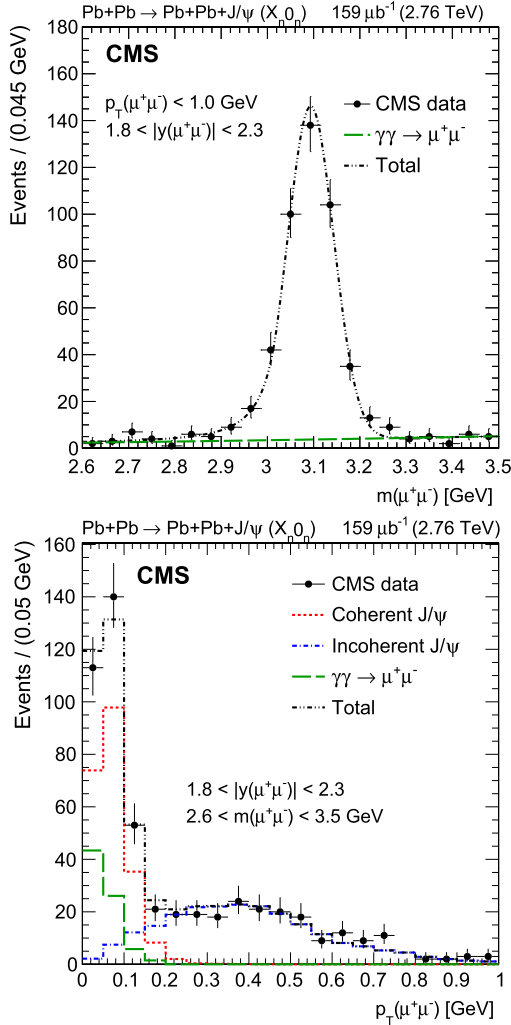 Pb+Pb → Pb+Pb+J/ψ (Xn0n) 159 μb⁻¹ (2.76 TeV)
180
160
140
120
100
80
60
40
20
0
Events / (0.045 GeV)
CMS
pT(μ⁺μ⁻) < 1.0 GeV
1.8 < |y(μ⁺μ⁻)| < 2.3
CMS data
γγ → μ⁺μ⁻
Total
2.6 2.7 2.8 2.9 3 3.1 3.2 3.3 3.4 3.5
m(μ⁺μ⁻) [GeV]
Pb+Pb → Pb+Pb+J/ψ (Xn0n) 159 μb⁻¹ (2.76 TeV)
160
140
120
100
80
60
40
20
0
Events / (0.05 GeV)
CMS
CMS data
Coherent J/ψ
Incoherent J/ψ
γγ → μ⁺μ⁻
Total
1.8 < |y(μ⁺μ⁻)| < 2.3
2.6 < m(μ⁺μ⁻) < 3.5 GeV
0 0.1 0.2 0.3 0.4 0.5 0.6 0.7 0.8 0.9 1
pT(μ⁺μ⁻) [GeV]